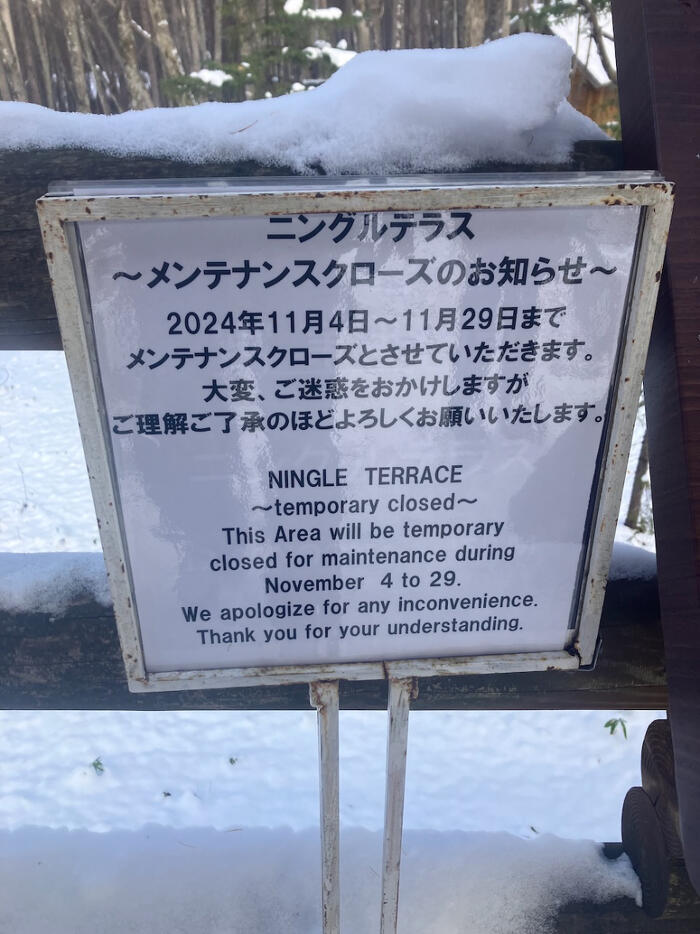 ニングルテラス
～メンテナンスクローズのお知らせ～
2024年11月4日～11月29日まで
メンテナンスクローズとさせていただきます。
大変、ご迷惑をおかけしますが
ご理解ご了承のほどよろしくお願いいたします。
NINGLE TERRACE
～temporary closed～
This Area will be temporary
closed for maintenance during
November 4 to 29.
We apologize for any inconvenience.
Thank you for your understanding.